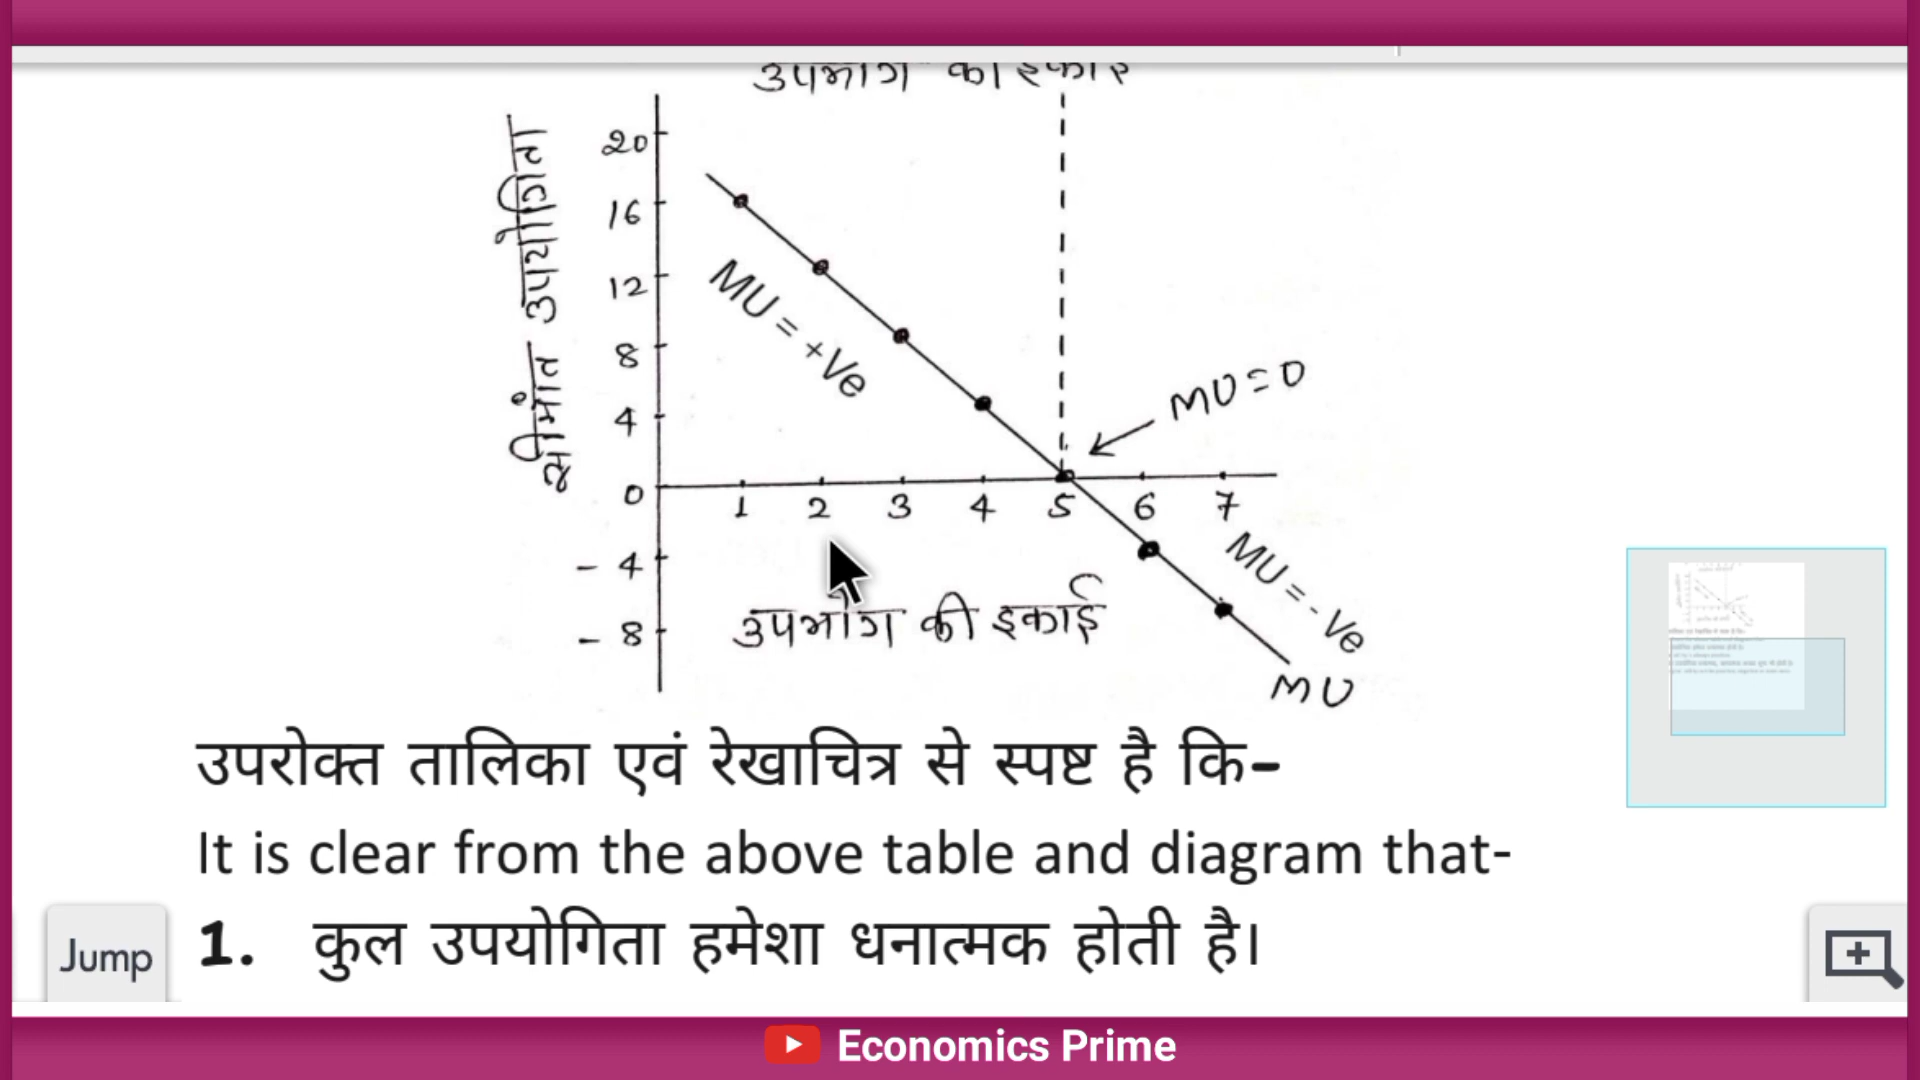 उपभोग की इकाई
सीमांत उपयोगिता
20
16
12
8
4
0
- 4
- 8
MU = +Ve
MU=0
1 2 3 4 5 6 7
MU = - Ve
उपभोग की इकाई
MU
उपरोक्त तालिका एवं रेखाचित्र से स्पष्ट है कि-
It is clear from the above table and diagram that-
1. कुल उपयोगिता हमेशा धनात्मक होती है।
Jump
Economics Prime